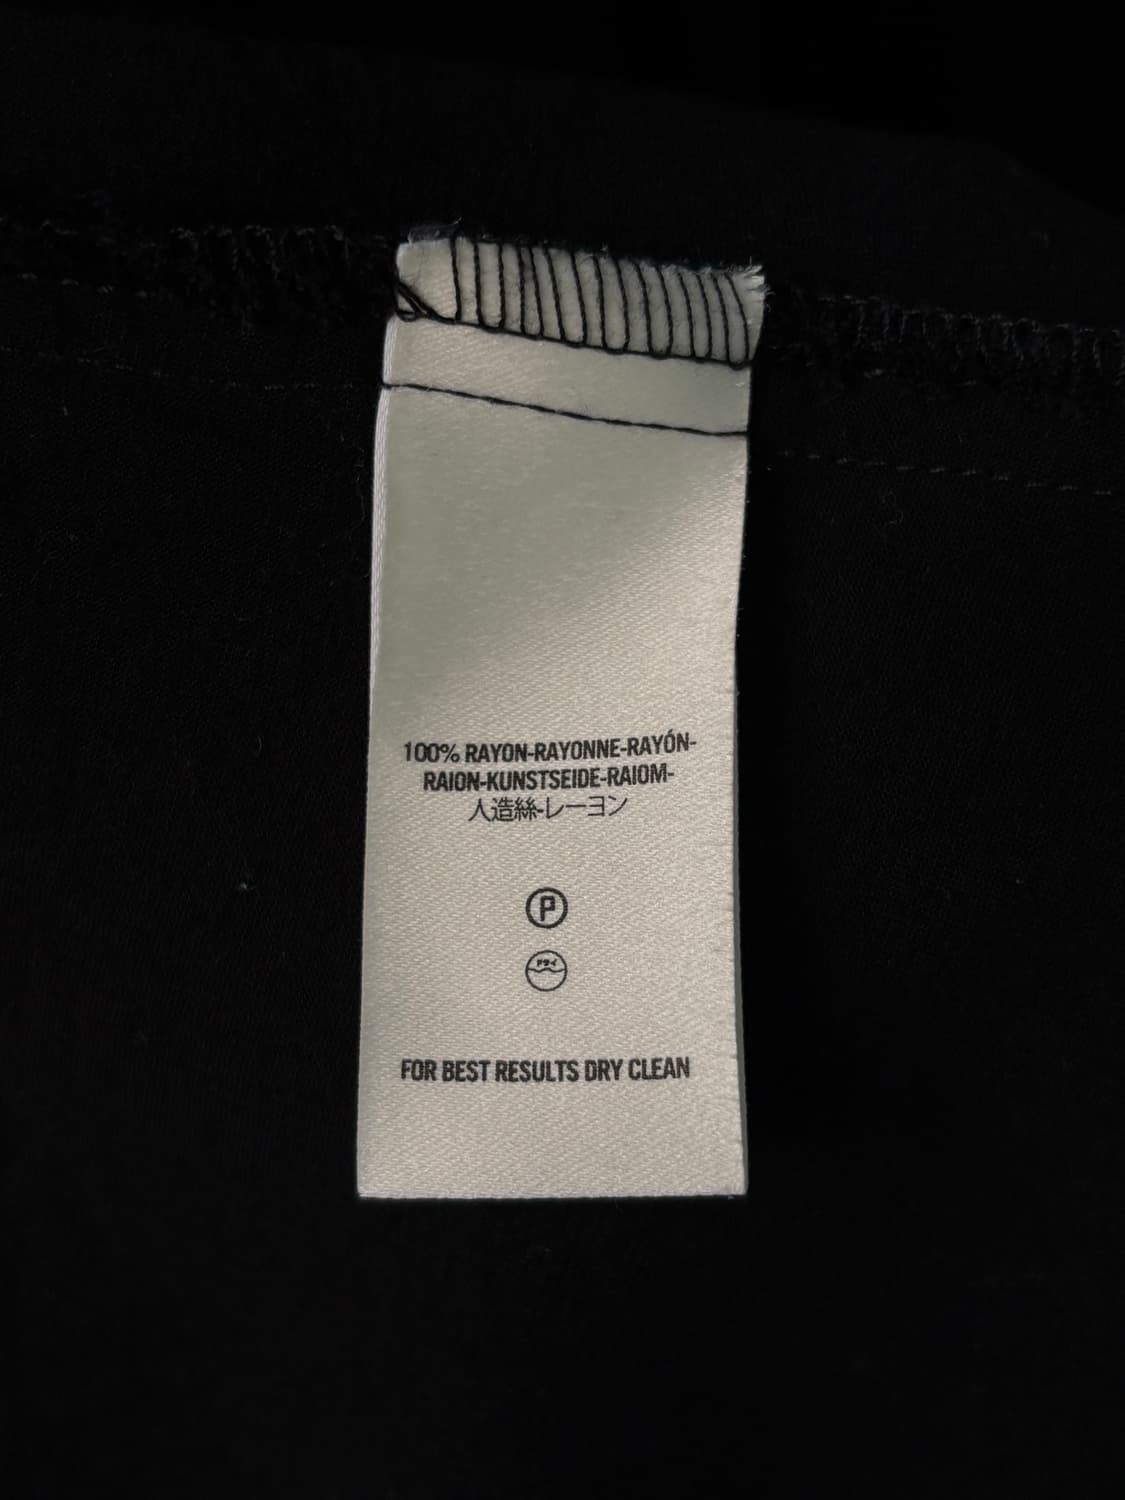 100% RAYON-RAYONNE-RAYÓN-
RAION-KUNSTSEIDE-RAIOM-
人造絲-レーヨン
P
ドライ
FOR BEST RESULTS DRY CLEAN